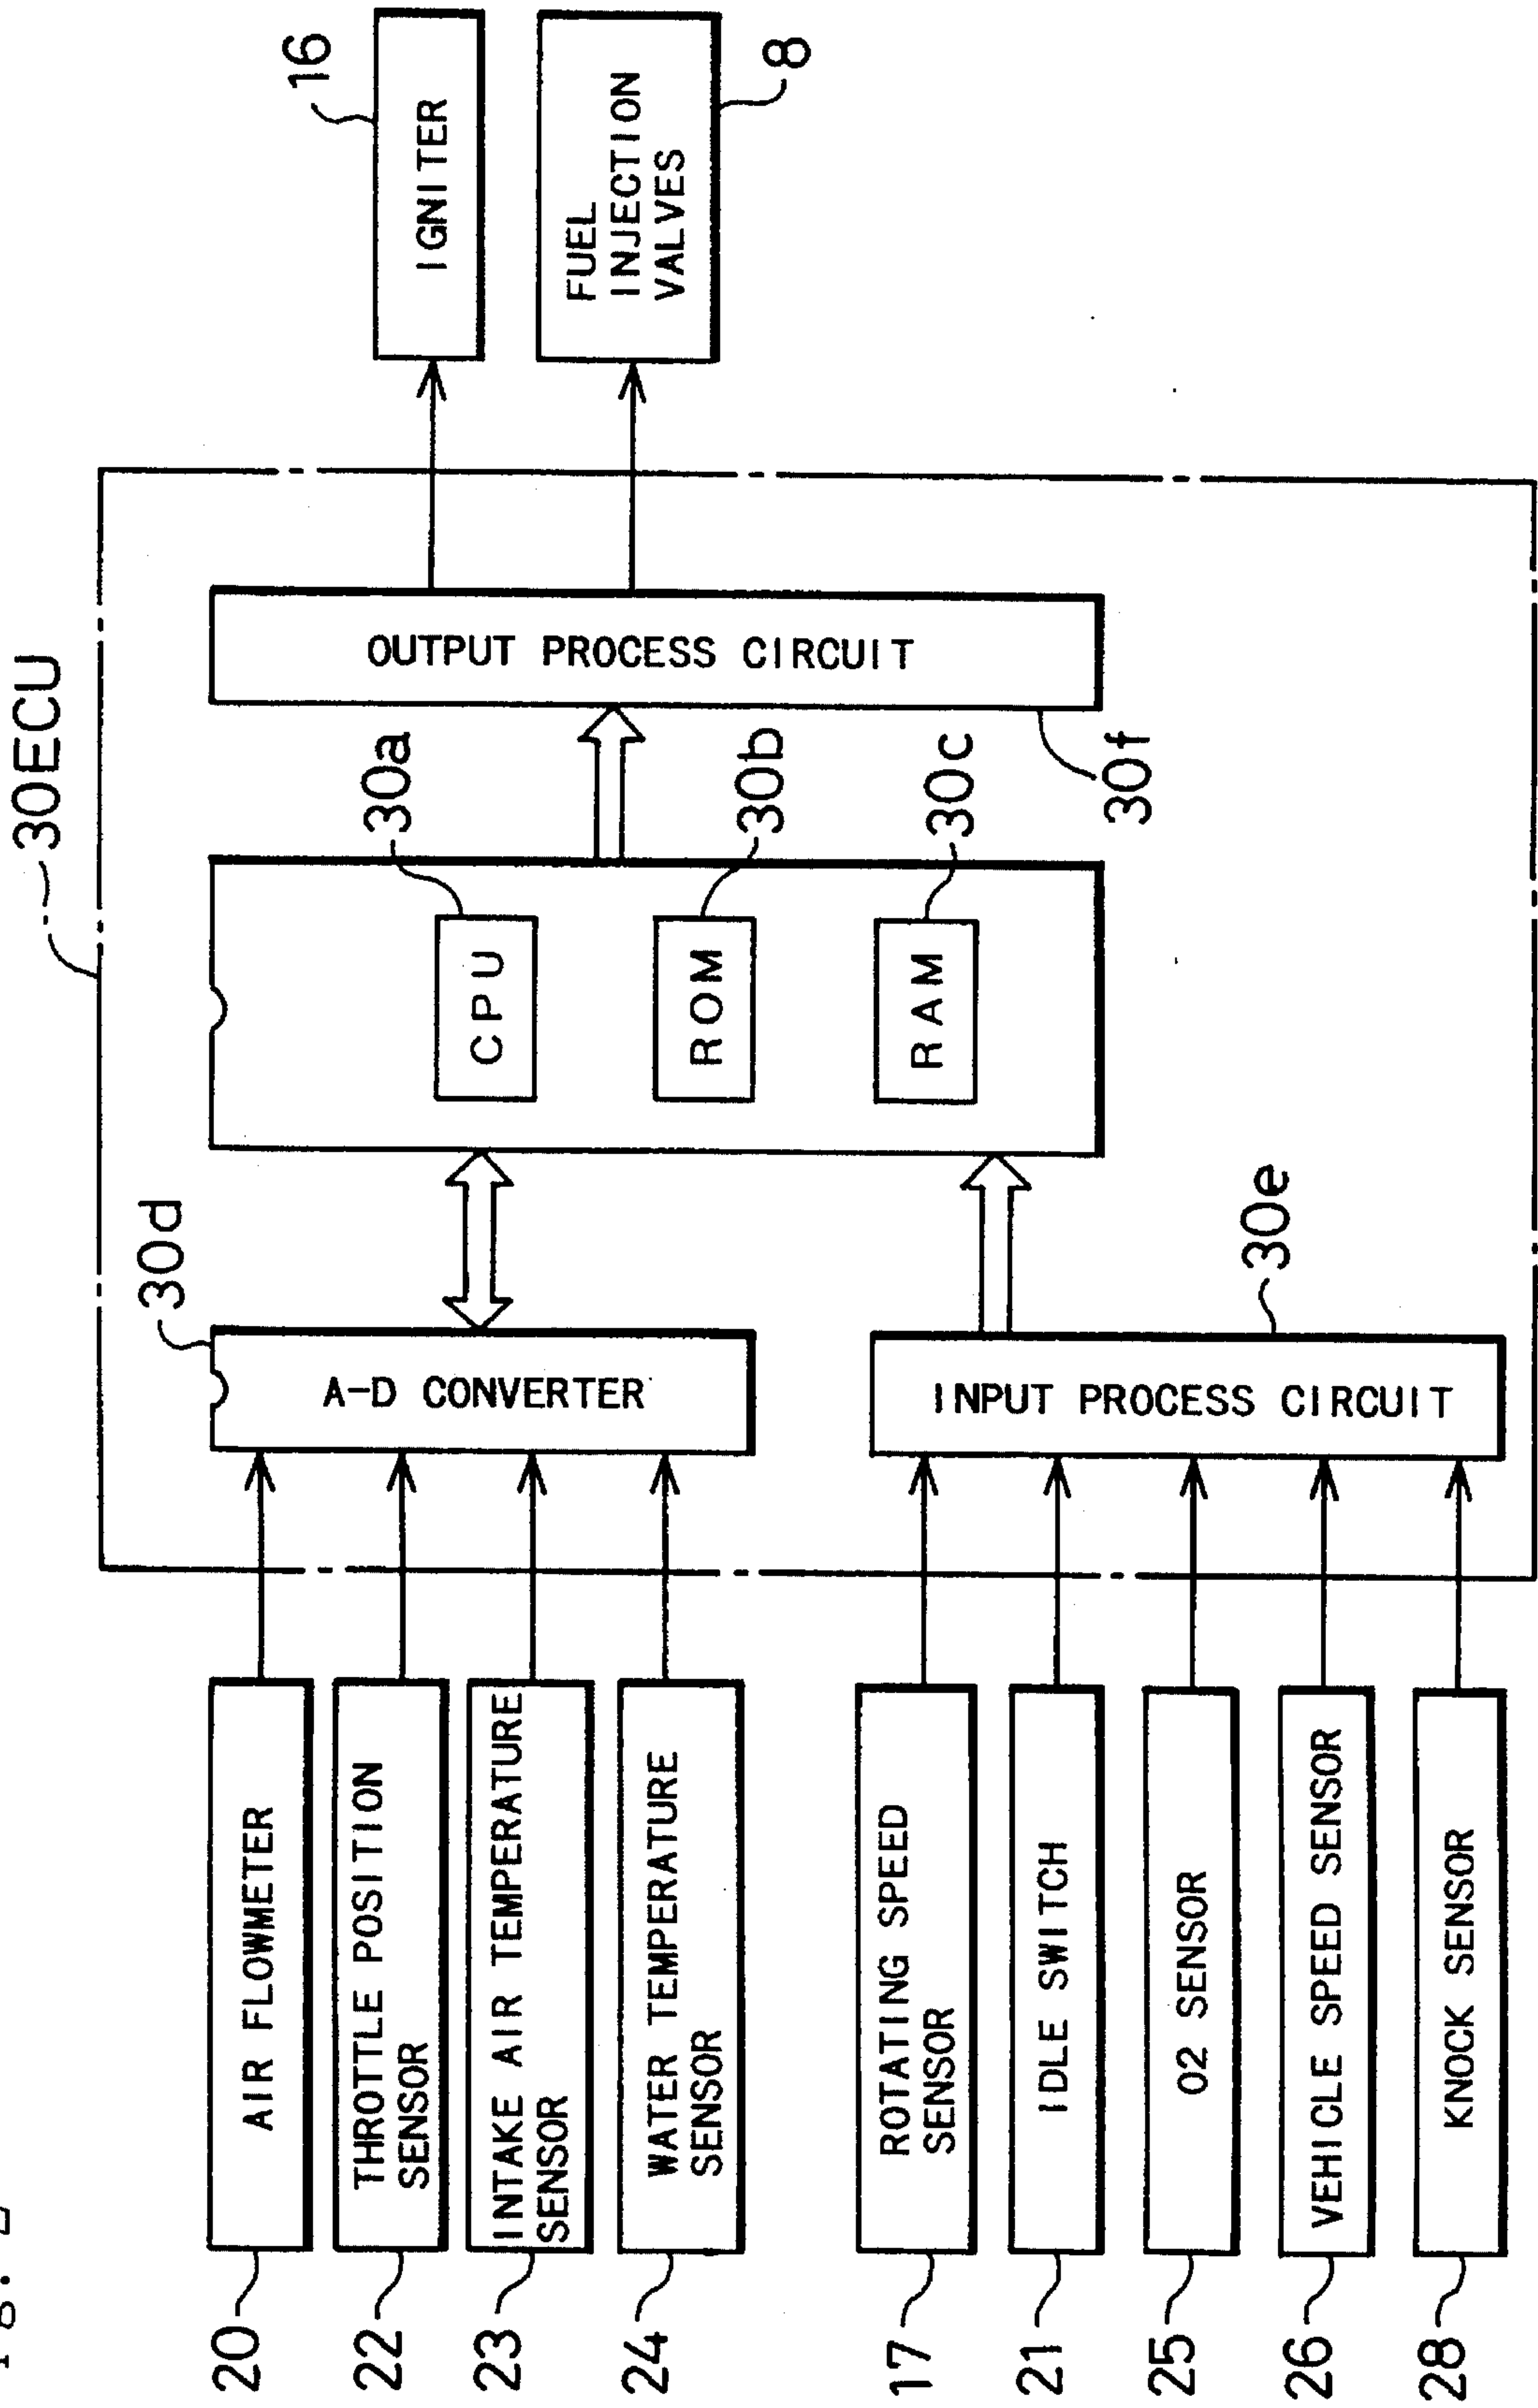 30ECU
20
AIR FLOWMETER
22
THROTTLE POSITION
SENSOR
23
INTAKE AIR TEMPERATURE
SENSOR
24
WATER TEMPERATURE
SENSOR
17
ROTATING SPEED
SENSOR
21
IDLE SWITCH
25
O2 SENSOR
26
VEHICLE SPEED SENSOR
28
KNOCK SENSOR
30d
A-D CONVERTER
30e
INPUT PROCESS CIRCUIT
30a
CPU
30b
ROM
30c
RAM
OUTPUT PROCESS CIRCUIT
30f
16
IGNITER
FUEL
INJECTION
VALVES
8